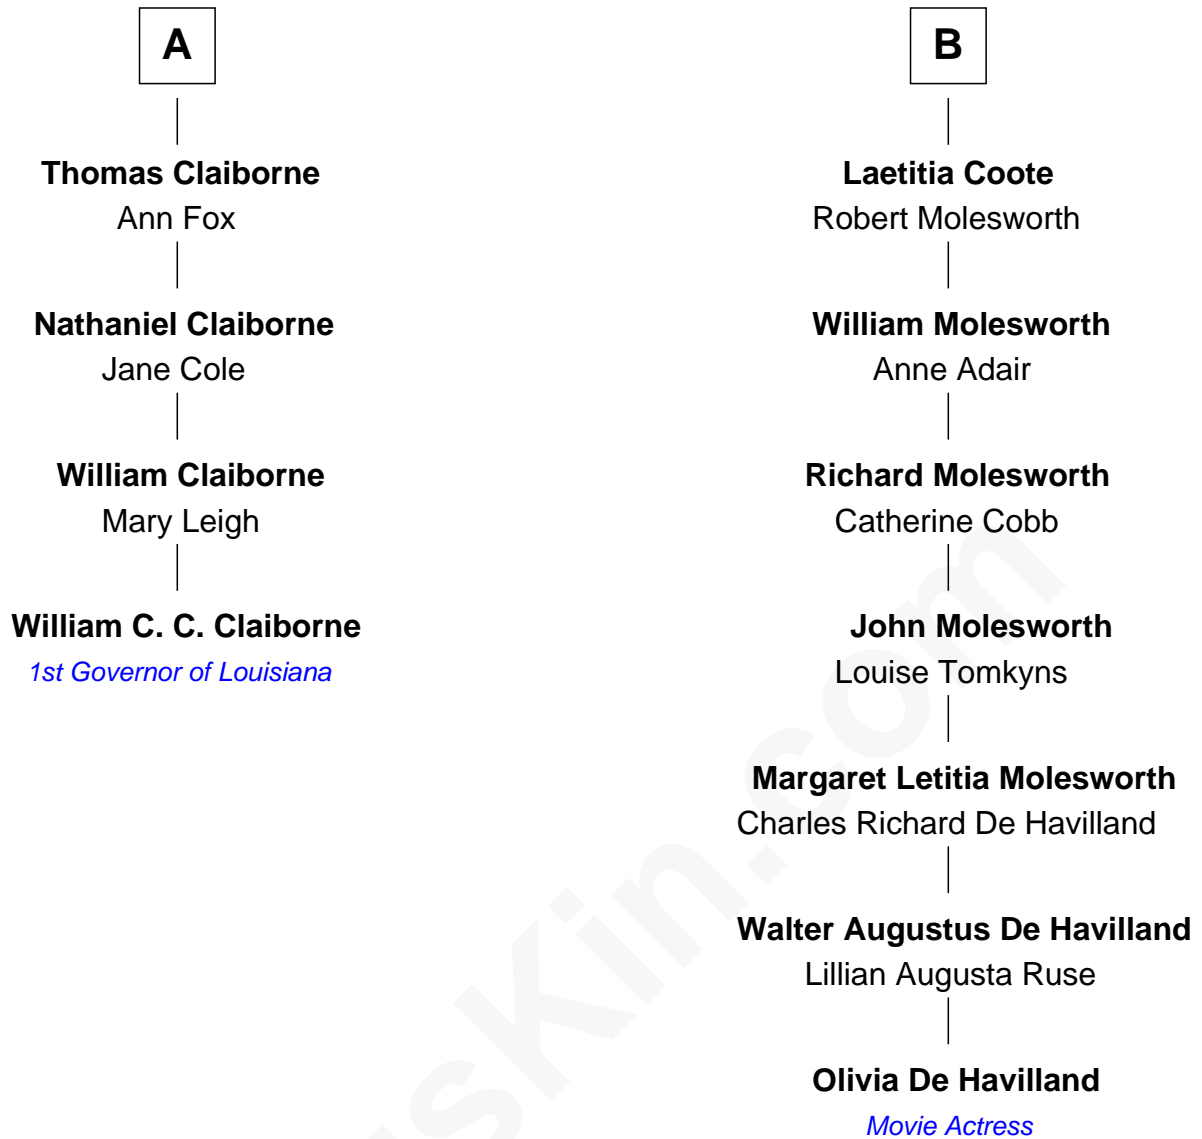 A
Thomas Claiborne
Ann Fox
Nathaniel Claiborne
Jane Cole
William Claiborne
Mary Leigh
William C. C. Claiborne
1st Governor of Louisiana
B
Laetitia Coote
Robert Molesworth
William Molesworth
Anne Adair
Richard Molesworth
Catherine Cobb
John Molesworth
Louise Tomkyns
Margaret Letitia Molesworth
Charles Richard De Havilland
Walter Augustus De Havilland
Lillian Augusta Ruse
Olivia De Havilland
Movie Actress
sKin.com